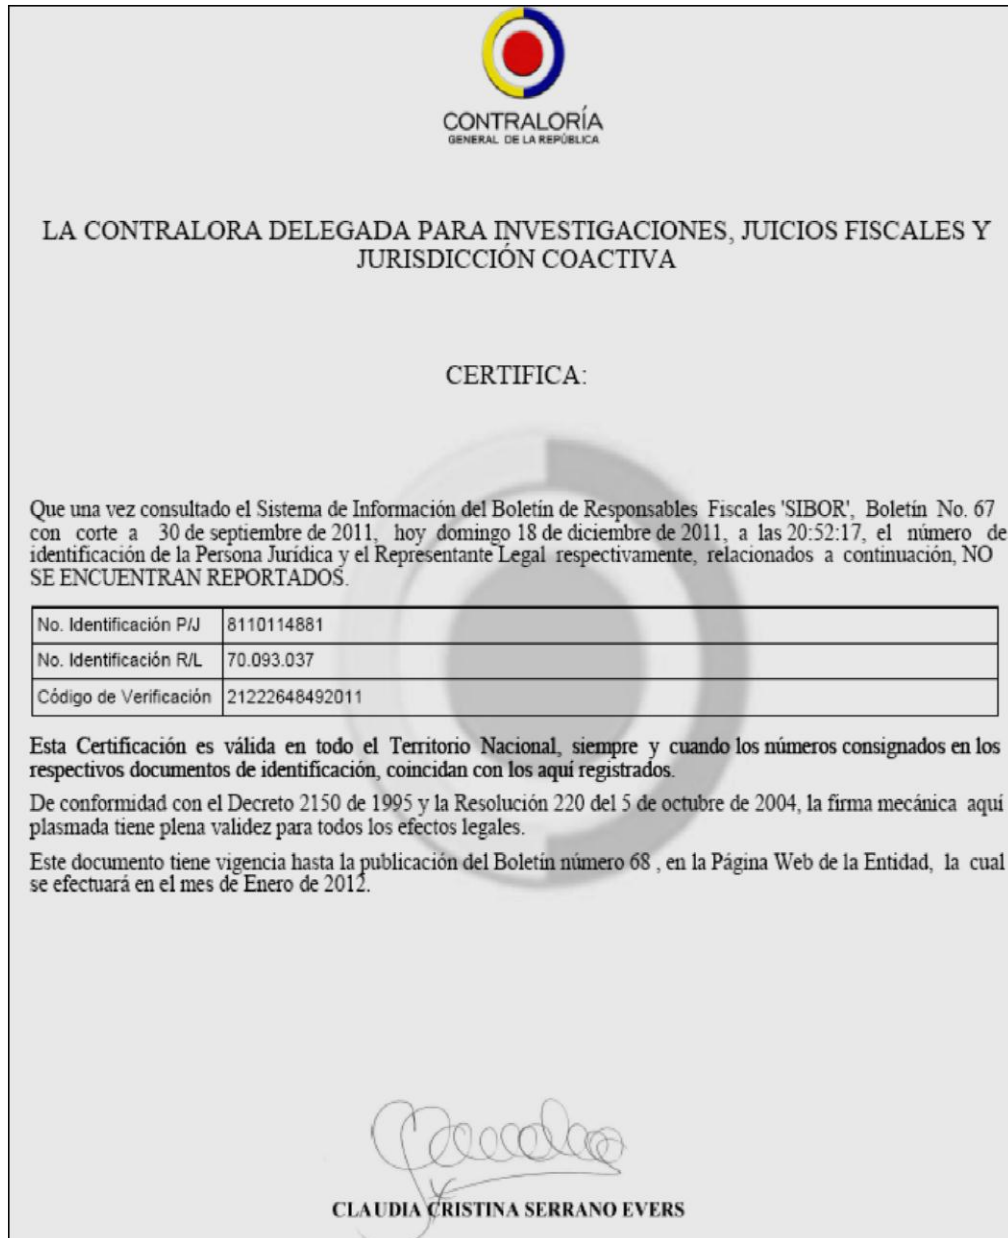 CONTRALORÍA
GENERAL DE LA REPÚBLICA
LA CONTRALORA DELEGADA PARA INVESTIGACIONES, JUICIOS FISCALES Y
JURISDICCIÓN COACTIVA
CERTIFICA:
Que una vez consultado el Sistema de Información del Boletín de Responsables Fiscales 'SIBOR', Boletín No. 67
con corte a 30 de septiembre de 2011, hoy domingo 18 de diciembre de 2011, a las 20:52:17, el número de
identificación de la Persona Jurídica y el Representante Legal respectivamente, relacionados a continuación, NO
SE ENCUENTRAN REPORTADOS.
No. Identificación P/J 8110114881
No. Identificación R/L 70.093.037
Código de Verificación 21222648492011
Esta Certificación es válida en todo el Territorio Nacional, siempre y cuando los números consignados en los
respectivos documentos de identificación, coincidan con los aquí registrados.
De conformidad con el Decreto 2150 de 1995 y la Resolución 220 del 5 de octubre de 2004, la firma mecánica aquí
plasmada tiene plena validez para todos los efectos legales.
Este documento tiene vigencia hasta la publicación del Boletín número 68 , en la Página Web de la Entidad, la cual
se efectuará en el mes de Enero de 2012.
CLAUDIA CRISTINA SERRANO EVERS